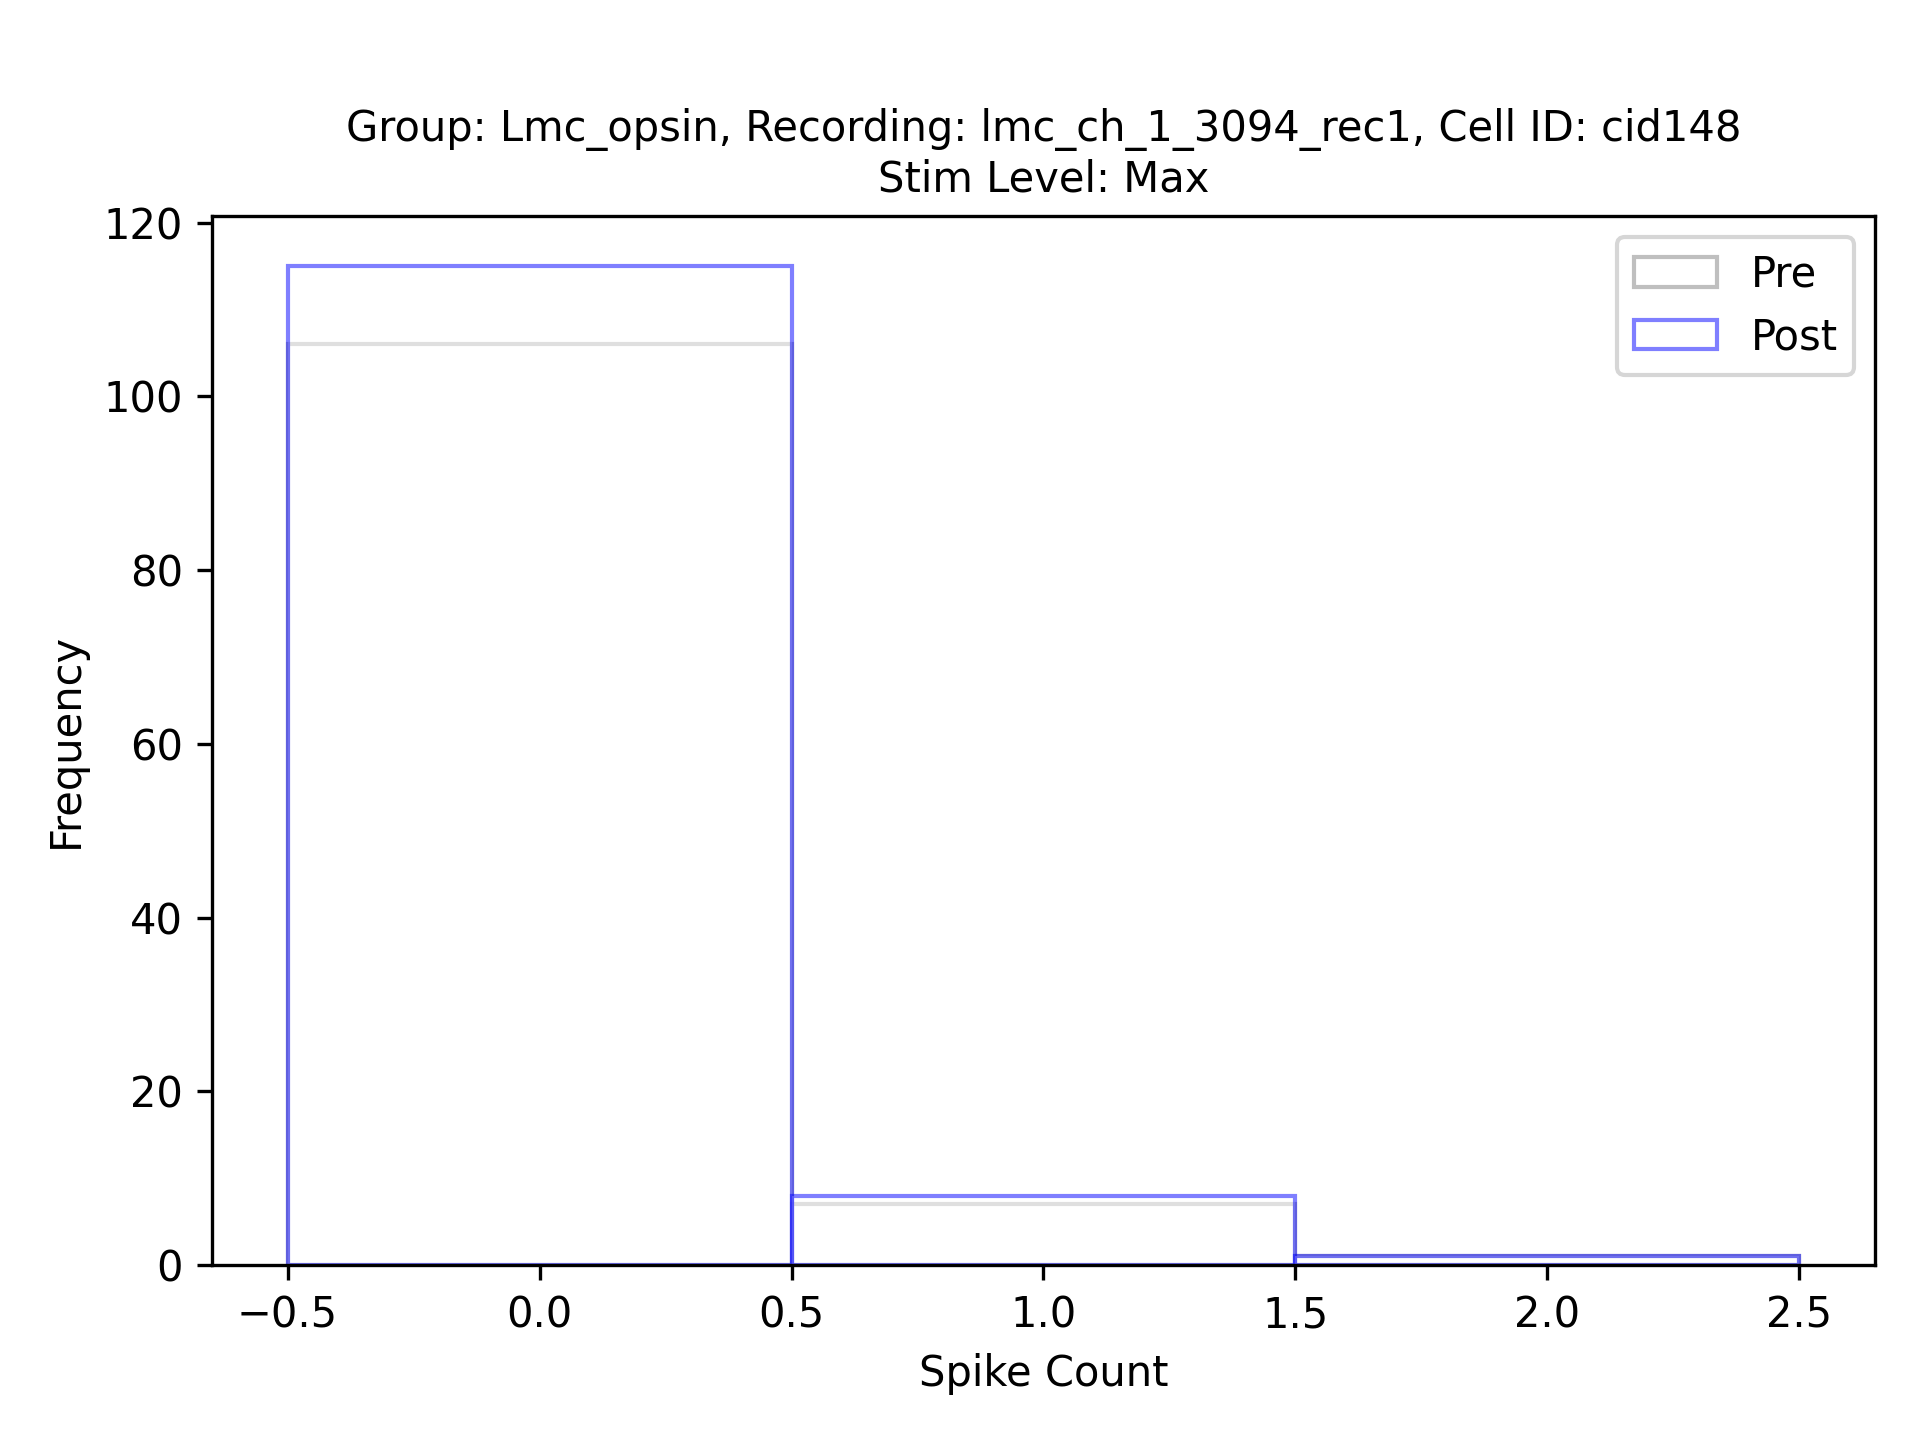 Group: Lmc_opsin, Recording: lmc_ch_1_3094_rec1, Cell ID: cid148
Stim Level: Max
120
100
80
60
40
20
0
Frequency
Pre
Post
−0.5
0.0
0.5
1.0
1.5
2.0
2.5
Spike Count